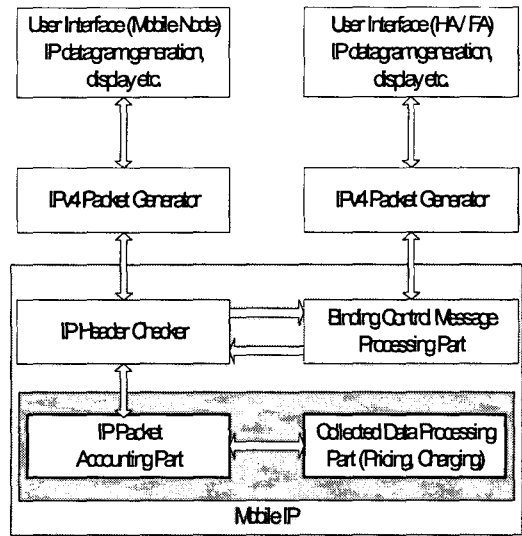 User Interface (Mobile Node)
IP datagram generation,
display etc.
User Interface (HA/ FA)
IP datagram generation,
display etc.
IPv4 Packet Generator
IPv4 Packet Generator
IP Header Checker
Binding Control Message
Processing Part
IP Packet
Accounting Part
Collected Data Processing
Part (Pricing, Charging)
Mobile IP